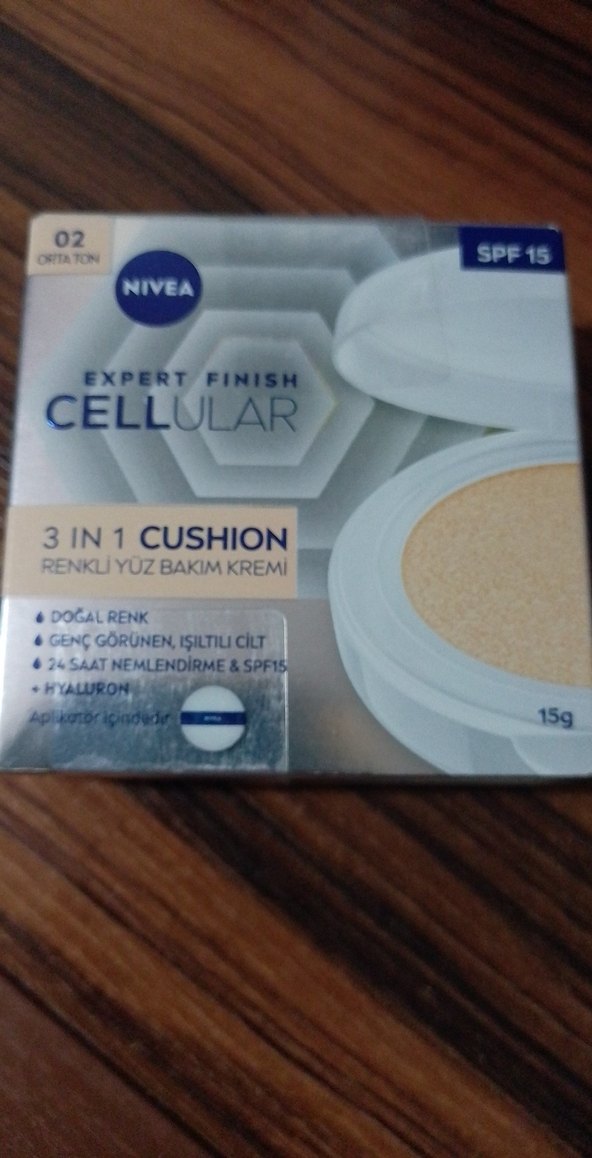 02
ORTA TON
NIVEA
SPF 15
EXPERT FINISH
CELLULAR
3 IN 1 CUSHION
RENKLİ YÜZ BAKIM KREMİ
DOĞAL RENK
GENÇ GÖRÜNEN, IŞILTILI CİLT
24 SAAT NEMLENDİRME & SPF15
+ HYALURON
Aplikatör içindedir
NIVEA
15g